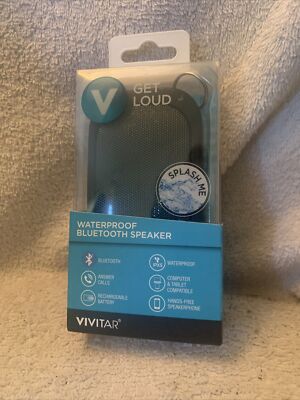 V
GET
LOUD
SPLASH ME
WATERPROOF
BLUETOOTH SPEAKER
BLUETOOTH
ANSWER
CALLS
RECHARGEABLE
BATTERY
IPX5
WATERPROOF
COMPUTER
& TABLET
COMPATIBLE
HANDS-FREE
SPEAKERPHONE
VIVITAR